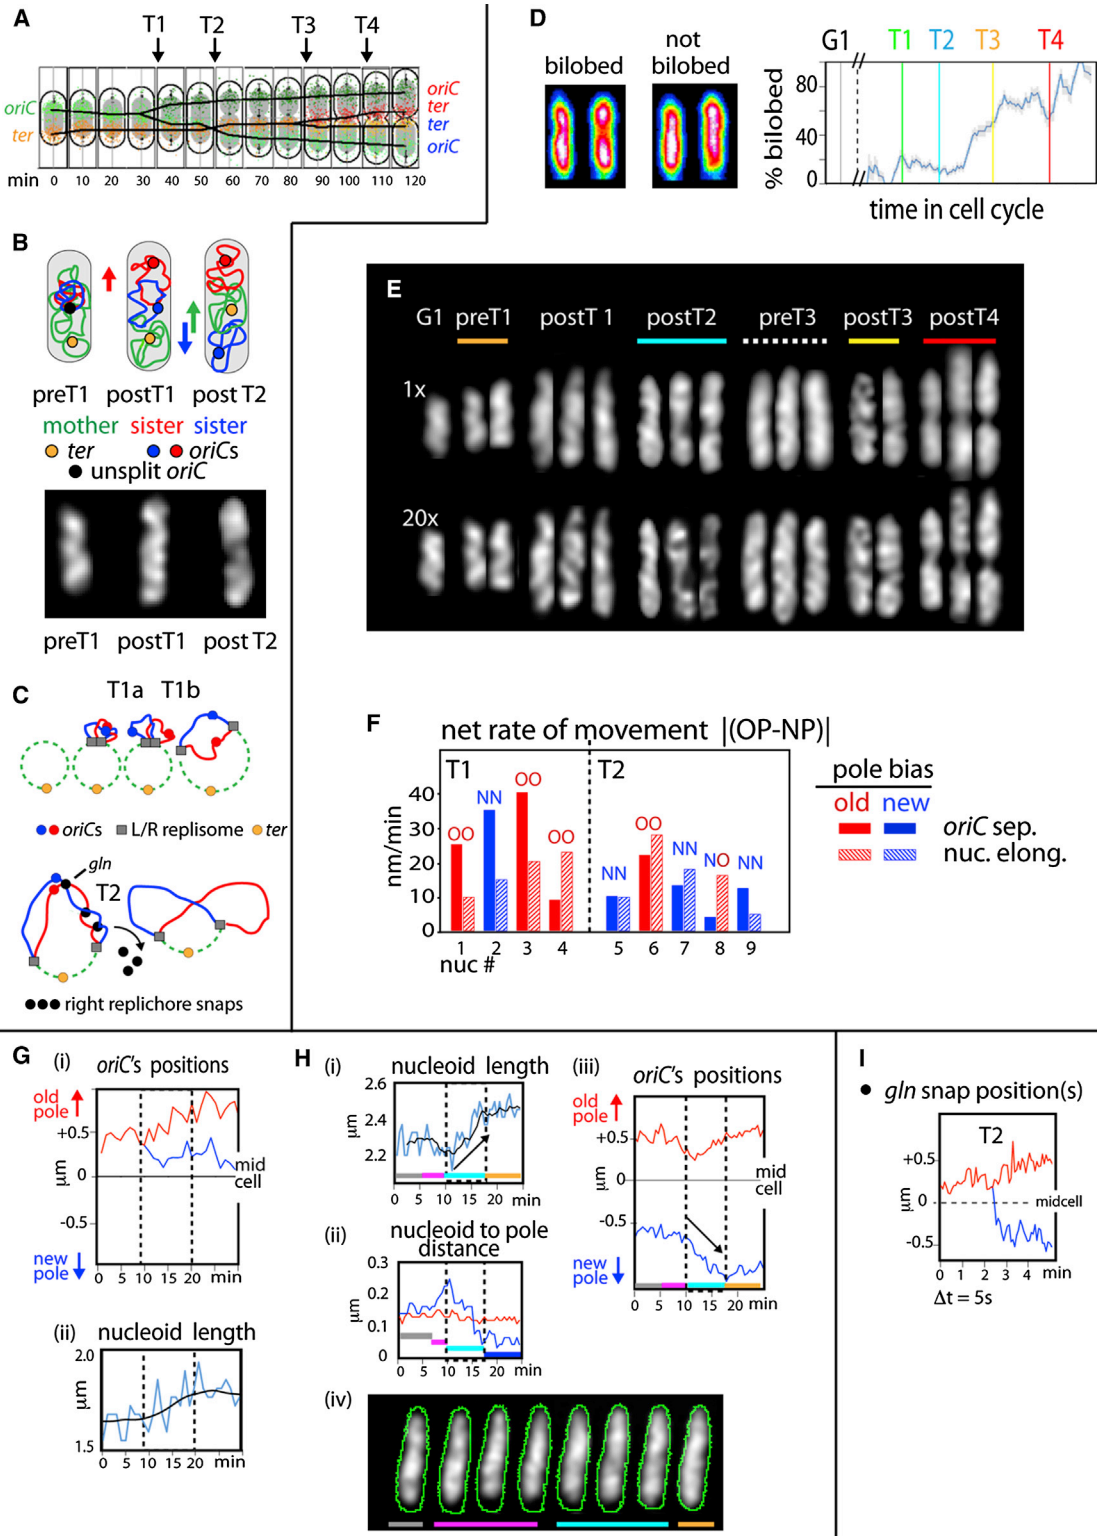 A
T1 T2 T3 T4
oriC
ter
oriC
ter
ter
oriC
min 0 10 20 30 40 50 60 70 80 90 100 110 120
B
preT1 postT1 post T2
mother sister sister
ter oriCs
unsplit oriC
preT1 postT1 post T2
C
T1a T1b
oriCs L/R replisome ter
gln
T2
right replichore snaps
D
bilobed
not
bilobed
G1 T1 T2 T3 T4
% bilobed
80
40
0
time in cell cycle
E
G1 preT1 postT 1 postT2 preT3 postT3 postT4
1x
20x
F
net rate of movement |(OP-NP)|
T1 T2
nm/min
40
30
20
10
0
OO NN OO OO NN OO NN NO NN
1 2 3 4 5 6 7 8 9
nuc #
pole bias
old new
oriC sep.
nuc. elong.
G
(i) oriC's positions
old
pole
μm
+0.5
0
-0.5
mid
cell
new
pole
0 5 10 15 20 min
(ii) nucleoid length
2.0
μm
1.5
0 5 10 15 20 min
H
(i) nucleoid length
2.6
2.4
2.2
μm
0 5 10 15 20 min
(ii) nucleoid to pole
distance
0.3
0.2
0.1
0
μm
0 5 10 15 20 min
(iii) oriC's positions
old
pole
+0.5
0
-0.5
μm
mid
cell
new
pole
0 5 10 15 20 min
(iv)
I
gln snap position(s)
T2
+0.5
0
-0.5
μm
midcell
0 1 2 3 4 min
Δt = 5s